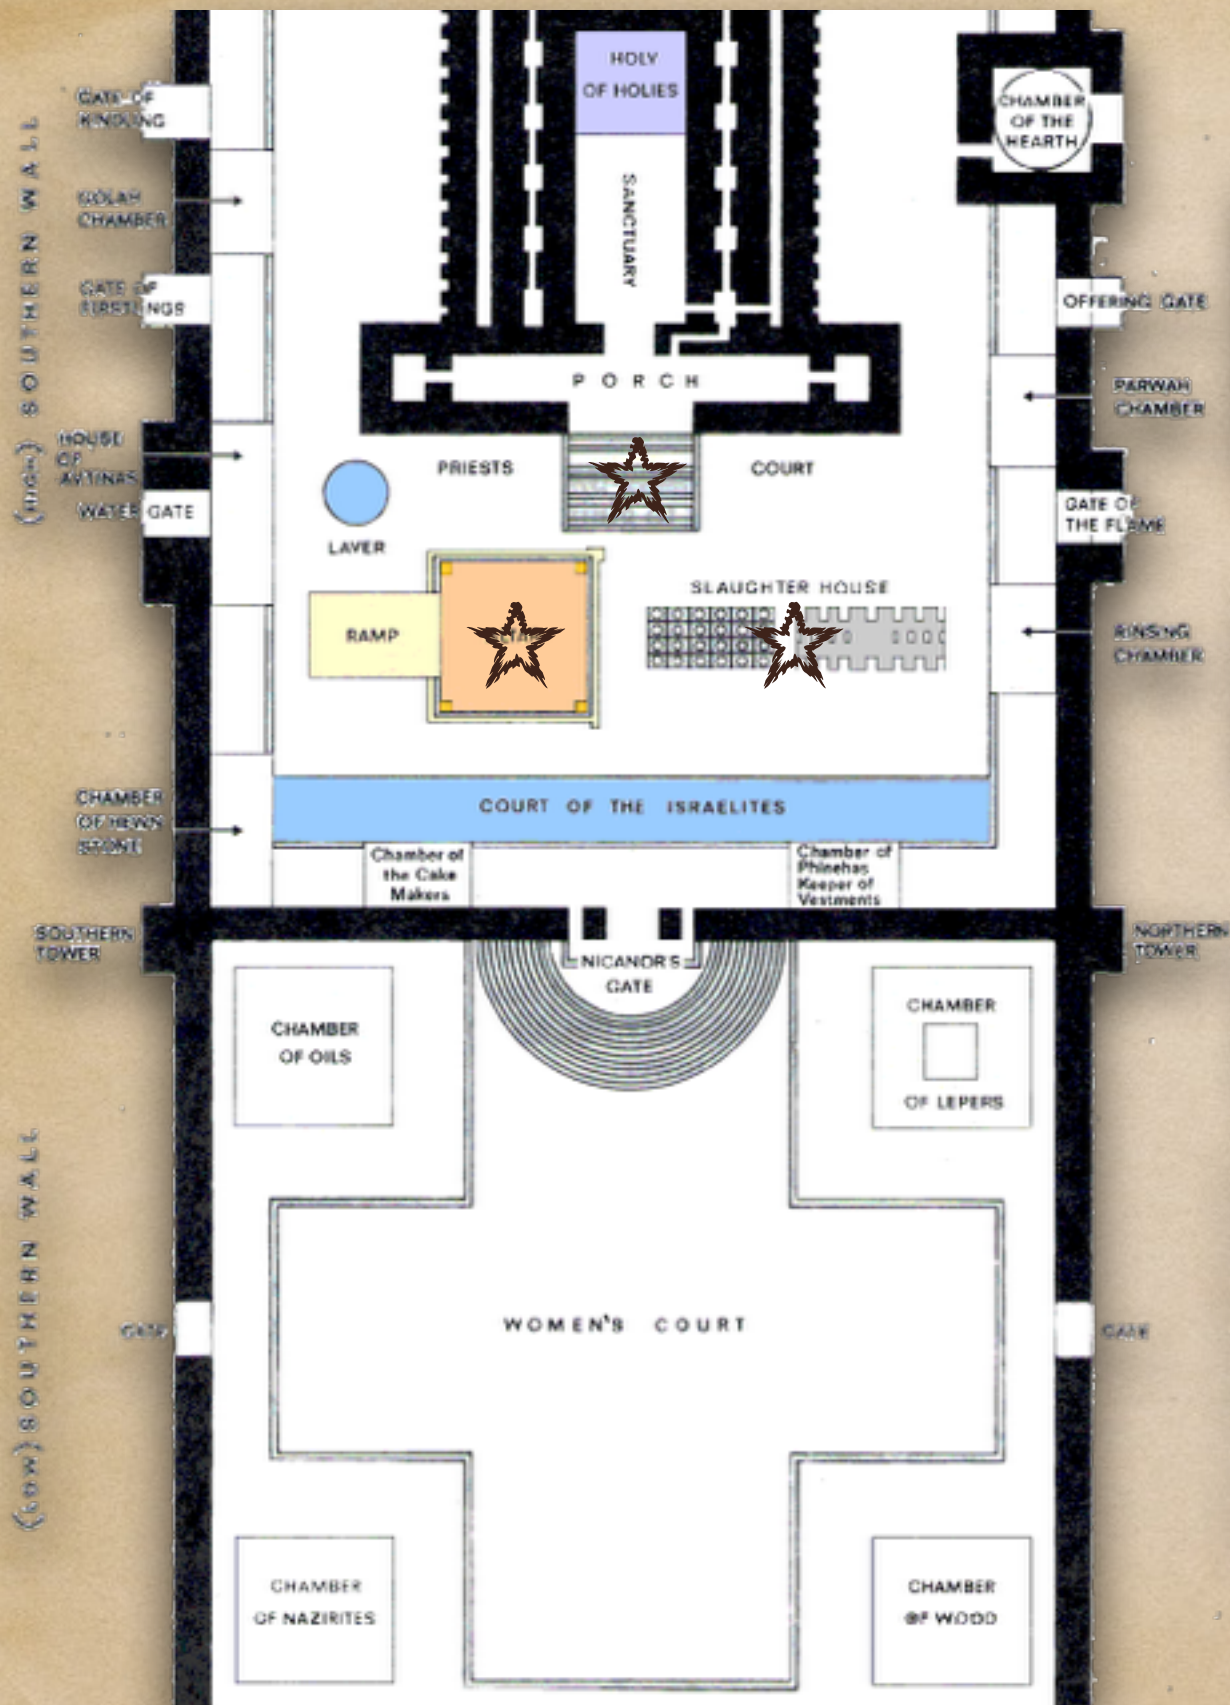 HOLY
OF HOLIES
CHAMBER
OF THE
HEARTH
GATE OF
KINDLING
(HIGH) SOUTHERN WALL
SANCTUARY
GOLAH
CHAMBER
GATE OF
FIRSTLINGS
OFFERING GATE
PORCH
PARWAH
CHAMBER
HOUSE
OF
AVTINAS
PRIESTS COURT
WATER GATE
GATE OF
THE FLAME
LAVER
SLAUGHTER HOUSE
RAMP
RINSING
CHAMBER
CHAMBER
OF HEWN
STONE
COURT OF THE ISRAELITES
Chamber of
the Cake
Makers
Chamber of
Phinehas
Keeper of
Vestments
SOUTHERN
TOWER
NORTHERN
TOWER
NICANOR'S
GATE
CHAMBER
OF OILS
CHAMBER
OF LEPERS
(LOW) SOUTHERN WALL
WOMEN'S COURT
GATE
GATE
CHAMBER
OF NAZIRITES
CHAMBER
OF WOOD